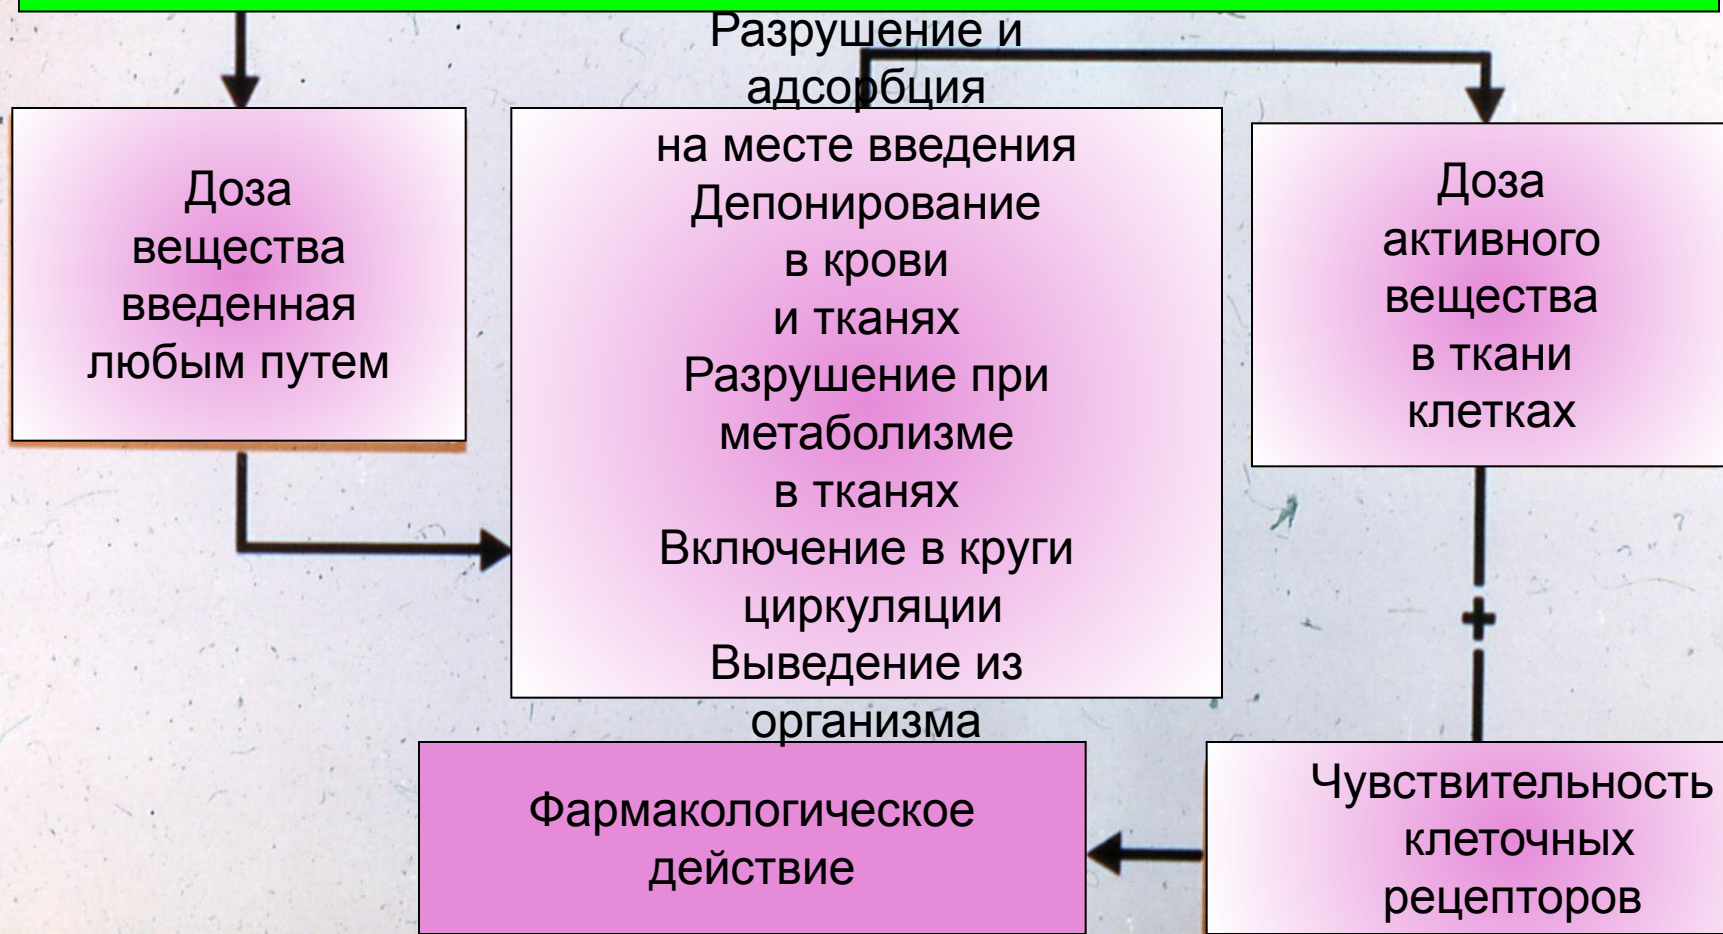 Доза
вещества
введенная
любым путем
Разрушение и
адсорбция
на месте введения
Депонирование
в крови
и тканях
Разрушение при
метаболизме
в тканях
Включение в круги
циркуляции
Выведение из
организма
Доза
активного
вещества
в ткани
клетках
+
Чувствительность
клеточных
рецепторов
Фармакологическое
действие